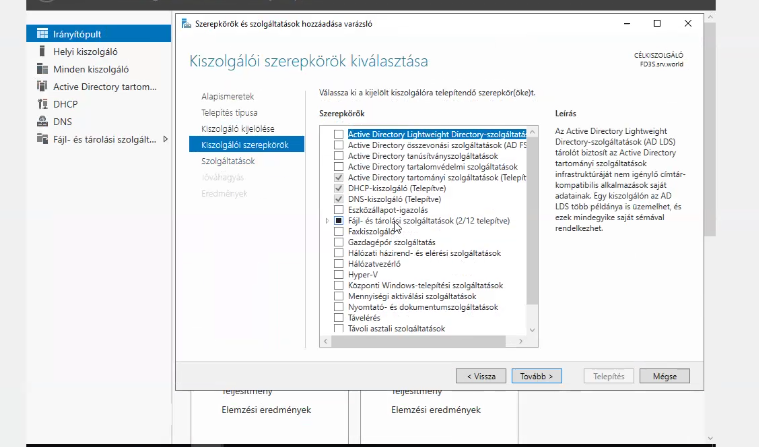 Irányítópult
Helyi kiszolgáló
Minden kiszolgáló
Active Directory tartom...
DHCP
DNS
Fájl- és tárolási szolgált...
Szerepkörök és szolgáltatások hozzáadása varázsló
Kiszolgálói szerepkörök kiválasztása
CÉLKISZOLGÁLÓ
FD3S.srv.world
Alapismeretek
Telepítés típusa
Kiszolgáló kijelölése
Kiszolgálói szerepkörök
Szolgáltatások
Jóváhagyás
Eredmények
Válassza ki a kijelölt kiszolgálóra telepítendő szerepkör(öke)t.
Szerepkörök
Active Directory Lightweight Directory-szolgáltatás
Active Directory összevonási szolgáltatások (AD FS
Active Directory tanúsítványszolgáltatások
Active Directory tartalomvédelmi szolgáltatások
Active Directory tartományi szolgáltatások (Telepít
DHCP-kiszolgáló (Telepítve)
DNS-kiszolgáló (Telepítve)
Eszközállapot-igazolás
Fájl- és tárolási szolgáltatások (2/12 telepítve)
Faxkiszolgáló
Gazdagépőr szolgáltatás
Hálózati házirend- és elérési szolgáltatások
Hálózatvezérlő
Hyper-V
Központi Windows-telepítési szolgáltatások
Mennyiségi aktiválási szolgáltatások
Nyomtató- és dokumentumszolgáltatások
Távelérés
Távoli asztali szolgáltatások
Leírás
Az Active Directory Lightweight
Directory-szolgáltatások (AD LDS)
tárolót biztosít az Active Directory
tartományi szolgáltatások
infrastruktúráját nem igénylő címtár-
kompatibilis alkalmazások saját
adatainak. Egy kiszolgálón az AD
LDS több példánya is üzemelhet, és
ezek mindegyike saját sémával
rendelkezhet.
< Vissza
Tovább >
Telepítés
Mégse
Teljesítmény
Elemzési eredmények
Teljesítmény
Elemzési eredmények